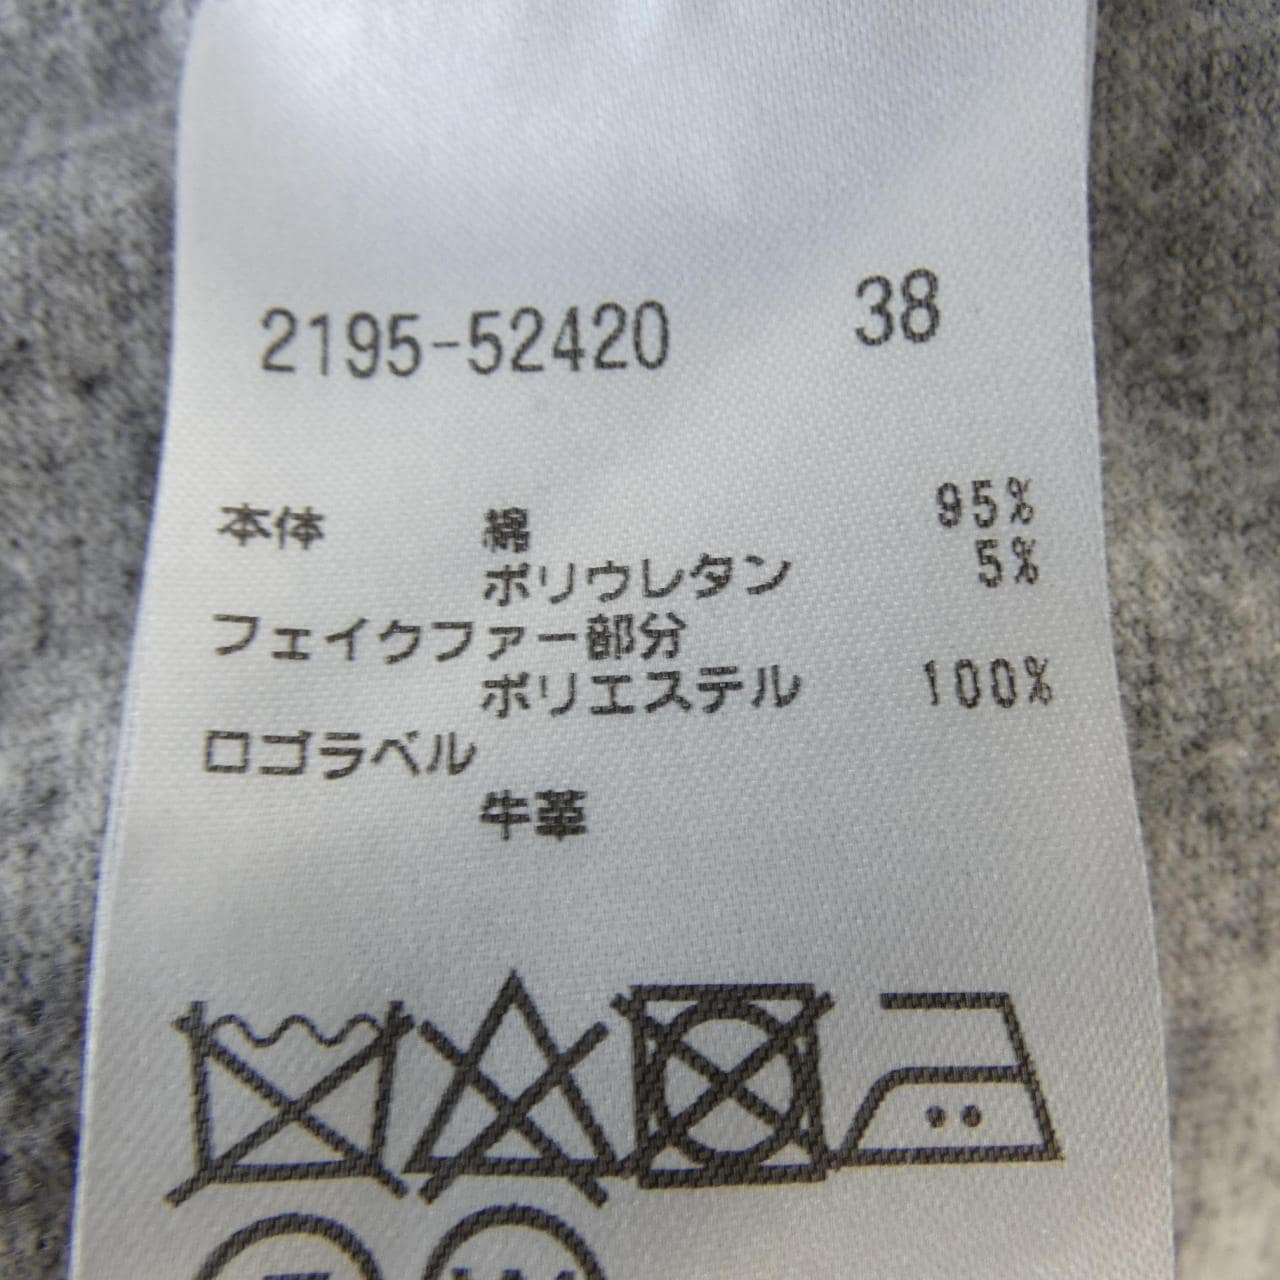 2195-52420 38
本体 綿 95%
ポリウレタン 5%
フェイクファー部分
ポリエステル 100%
ロゴラベル
牛革